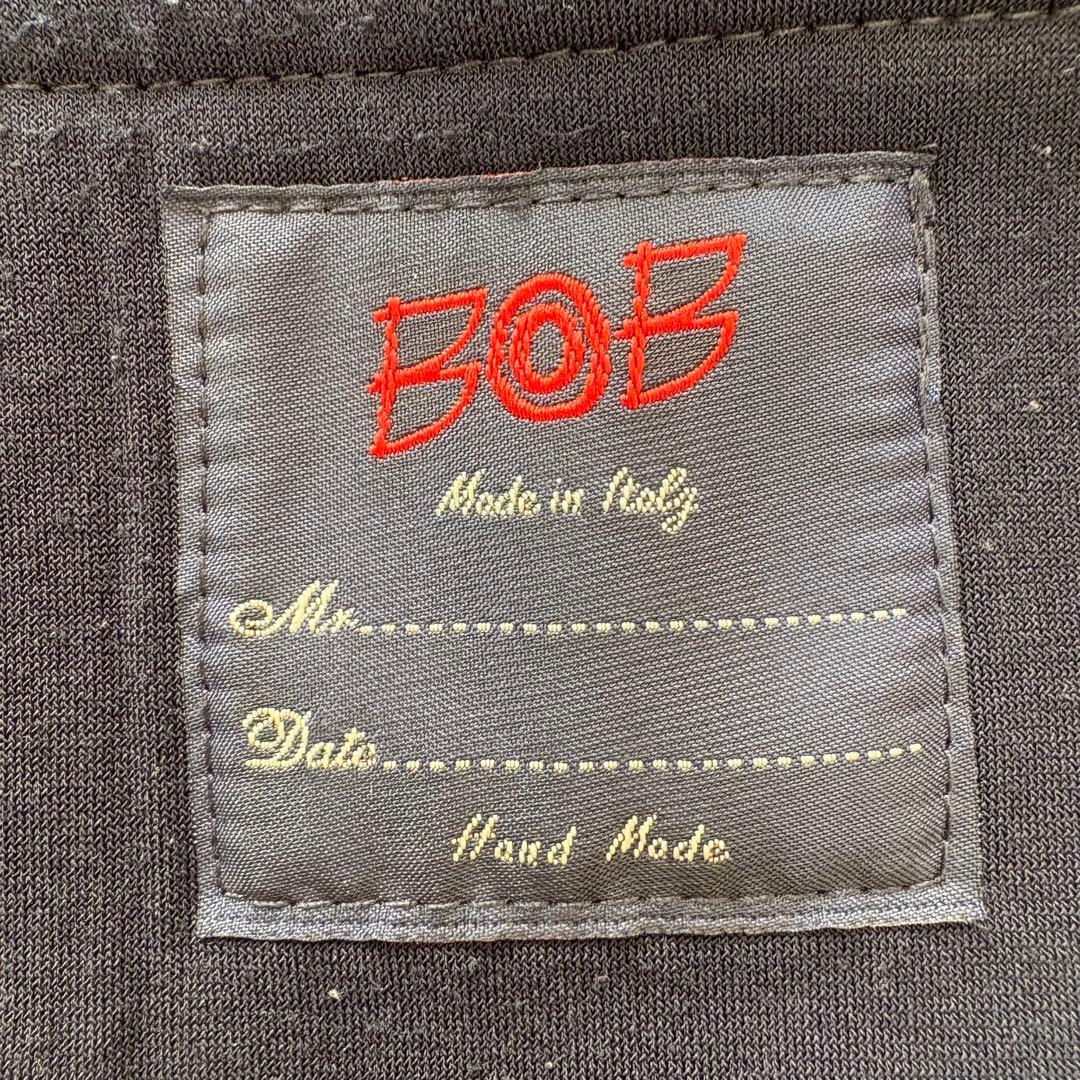 BOB
Made in Italy
Mr.............................
Date.............................
Hand Made